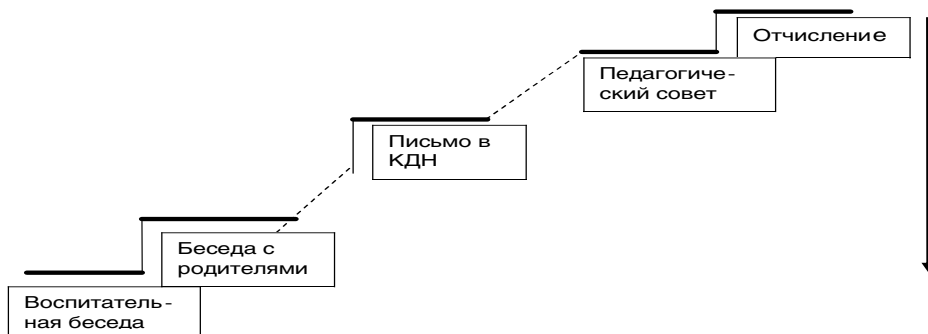 Отчисление
Педагогиче-
ский совет
Письмо в
КДН
Беседа с
родителями
Воспитатель-
ная беседа